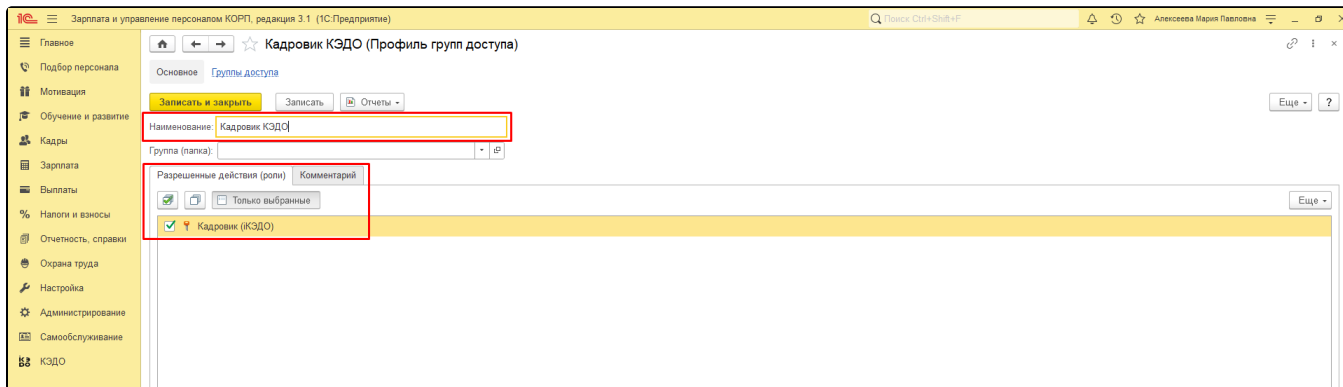 1С Зарплата и управление персоналом КОРП, редакция 3.1 (1С:Предприятие) Поиск Ctrl+Shift+F Алексеева Мария Павловна
Главное
Подбор персонала
Мотивация
Обучение и развитие
Кадры
Зарплата
Выплаты
Налоги и взносы
Отчетность, справки
Охрана труда
Настройка
Администрирование
Самообслуживание
КЭДО
Кадровик КЭДО (Профиль групп доступа)
Основное Группы доступа
Записать и закрыть Записать Отчеты Еще ?
Наименование: Кадровик КЭДО
Группа (папка):
Разрешенные действия (роли) Комментарий
Только выбранные Еще
Кадровик (iКЭДО)